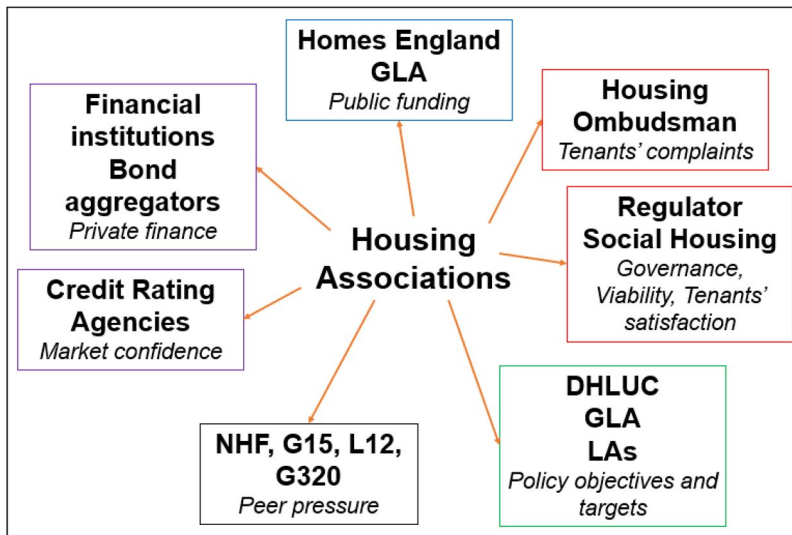 Homes England
GLA
Public funding
Financial
institutions
Bond
aggregators
Private finance
Housing
Ombudsman
Tenants' complaints
Housing
Associations
Regulator
Social Housing
Governance,
Viability, Tenants'
satisfaction
Credit Rating
Agencies
Market confidence
NHF, G15, L12,
G320
Peer pressure
DHLUC
GLA
LAs
Policy objectives and
targets